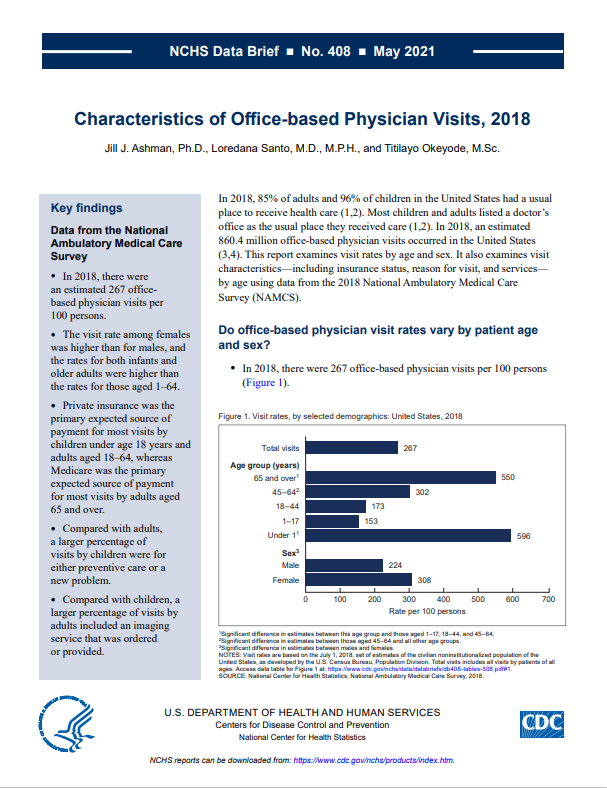 NCHS Data Brief ■ No. 408 ■ May 2021
Characteristics of Office-based Physician Visits, 2018
Jill J. Ashman, Ph.D., Loredana Santo, M.D., M.P.H., and Titilayo Okeyode, M.Sc.
Key findings
Data from the National
Ambulatory Medical Care
Survey
• In 2018, there were
an estimated 267 office-
based physician visits per
100 persons.
• The visit rate among females
was higher than for males, and
the rates for both infants and
older adults were higher than
the rates for those aged 1–64.
• Private insurance was the
primary expected source of
payment for most visits by
children under age 18 years and
adults aged 18–64, whereas
Medicare was the primary
expected source of payment
for most visits by adults aged
65 and over.
• Compared with adults,
a larger percentage of
visits by children were for
either preventive care or a
new problem.
• Compared with children, a
larger percentage of visits by
adults included an imaging
service that was ordered
or provided.
In 2018, 85% of adults and 96% of children in the United States had a usual
place to receive health care (1,2). Most children and adults listed a doctor’s
office as the usual place they received care (1,2). In 2018, an estimated
860.4 million office-based physician visits occurred in the United States
(3,4). This report examines visit rates by age and sex. It also examines visit
characteristics—including insurance status, reason for visit, and services—
by age using data from the 2018 National Ambulatory Medical Care
Survey (NAMCS).
Do office-based physician visit rates vary by patient age
and sex?
• In 2018, there were 267 office-based physician visits per 100 persons
(Figure 1).
Figure 1. Visit rates, by selected demographics: United States, 2018
Total visits 267
Age group (years)
65 and over¹ 550
45–64² 302
18–44 173
1–17 153
Under 1¹ 596
Sex³
Male 224
Female 308
0 100 200 300 400 500 600 700
Rate per 100 persons
¹Significant difference in estimates between this age group and those aged 1–17, 18–44, and 45–64.
²Significant difference in estimates between those aged 45–64 and all other age groups.
³Significant difference in estimates between males and females.
NOTES: Visit rates are based on the July 1, 2018, set of estimates of the civilian noninstitutionalized population of the
United States, as developed by the U.S. Census Bureau, Population Division. Total visits includes all visits by patients of all
ages. Access data table for Figure 1 at: https://www.cdc.gov/nchs/data/databriefs/db408-tables-508.pdf#1.
SOURCE: National Center for Health Statistics, National Ambulatory Medical Care Survey, 2018.
U.S. DEPARTMENT OF HEALTH AND HUMAN SERVICES
Centers for Disease Control and Prevention
National Center for Health Statistics
CDC
NCHS reports can be downloaded from: https://www.cdc.gov/nchs/products/index.htm.